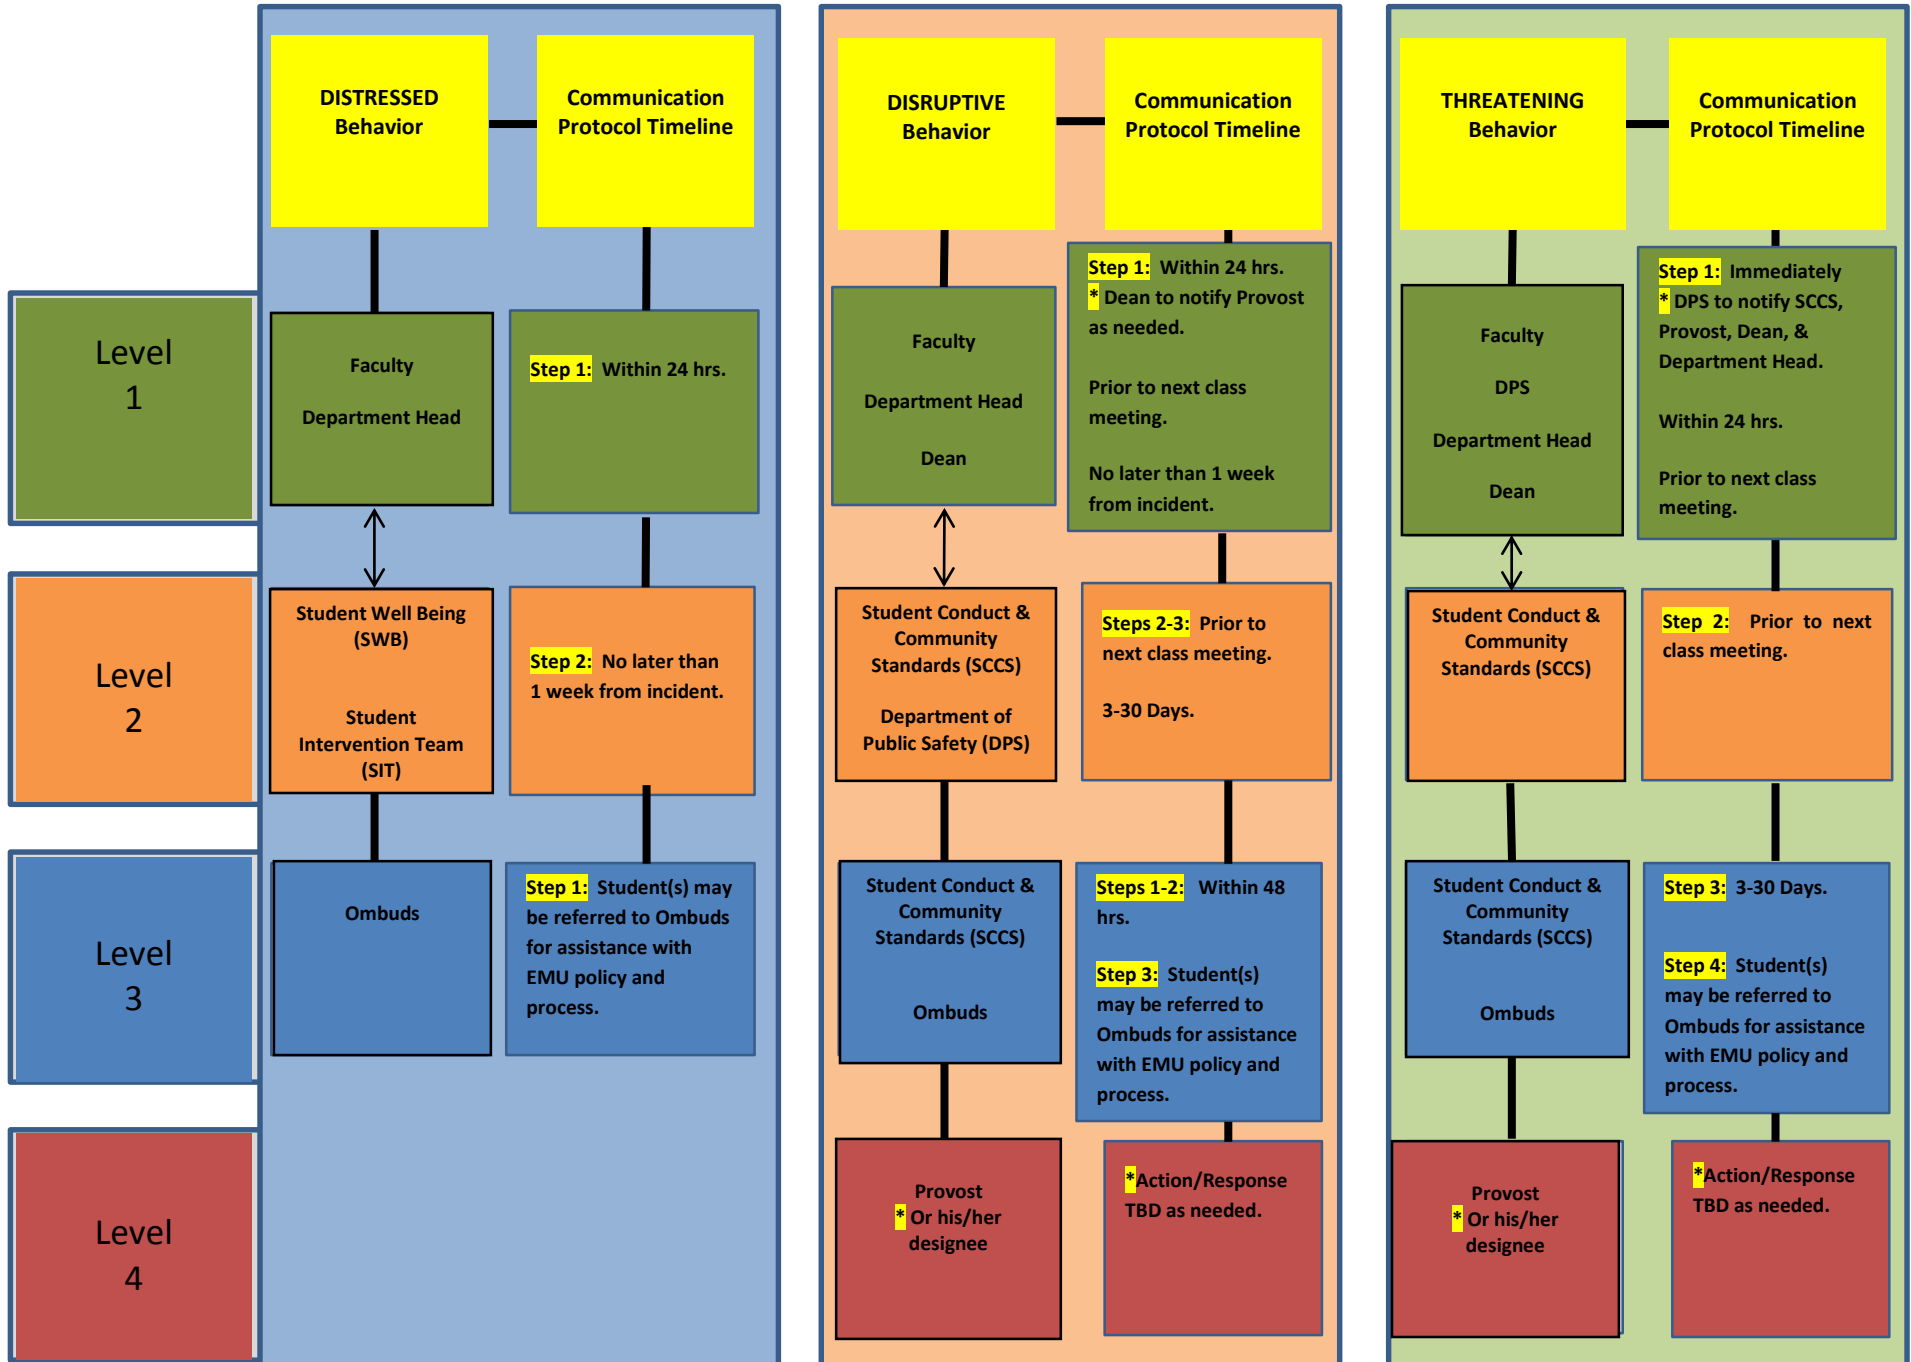 DISTRESSED
Behavior
Communication
Protocol Timeline
DISRUPTIVE
Behavior
Communication
Protocol Timeline
THREATENING
Behavior
Communication
Protocol Timeline
Level
1
Faculty
Department Head
Step 1: Within 24 hrs.
Faculty
Department Head
Dean
Step 1: Within 24 hrs.
* Dean to notify Provost
as needed.
Prior to next class
meeting.
No later than 1 week
from incident.
Faculty
DPS
Department Head
Dean
Step 1: Immediately
* DPS to notify SCCS,
Provost, Dean, &
Department Head.
Within 24 hrs.
Prior to next class
meeting.
Level
2
Student Well Being
(SWB)
Student
Intervention Team
(SIT)
Step 2: No later than
1 week from incident.
Student Conduct &
Community
Standards (SCCS)
Department of
Public Safety (DPS)
Steps 2-3: Prior to
next class meeting.
3-30 Days.
Student Conduct &
Community
Standards (SCCS)
Step 2: Prior to next
class meeting.
Level
3
Ombuds
Step 1: Student(s) may
be referred to Ombuds
for assistance with
EMU policy and
process.
Student Conduct &
Community
Standards (SCCS)
Ombuds
Steps 1-2: Within 48
hrs.
Step 3: Student(s)
may be referred to
Ombuds for assistance
with EMU policy and
process.
Student Conduct &
Community
Standards (SCCS)
Ombuds
Step 3: 3-30 Days.
Step 4: Student(s)
may be referred to
Ombuds for assistance
with EMU policy and
process.
Level
4
Provost
* Or his/her
designee
*Action/Response
TBD as needed.
Provost
* Or his/her
designee
*Action/Response
TBD as needed.